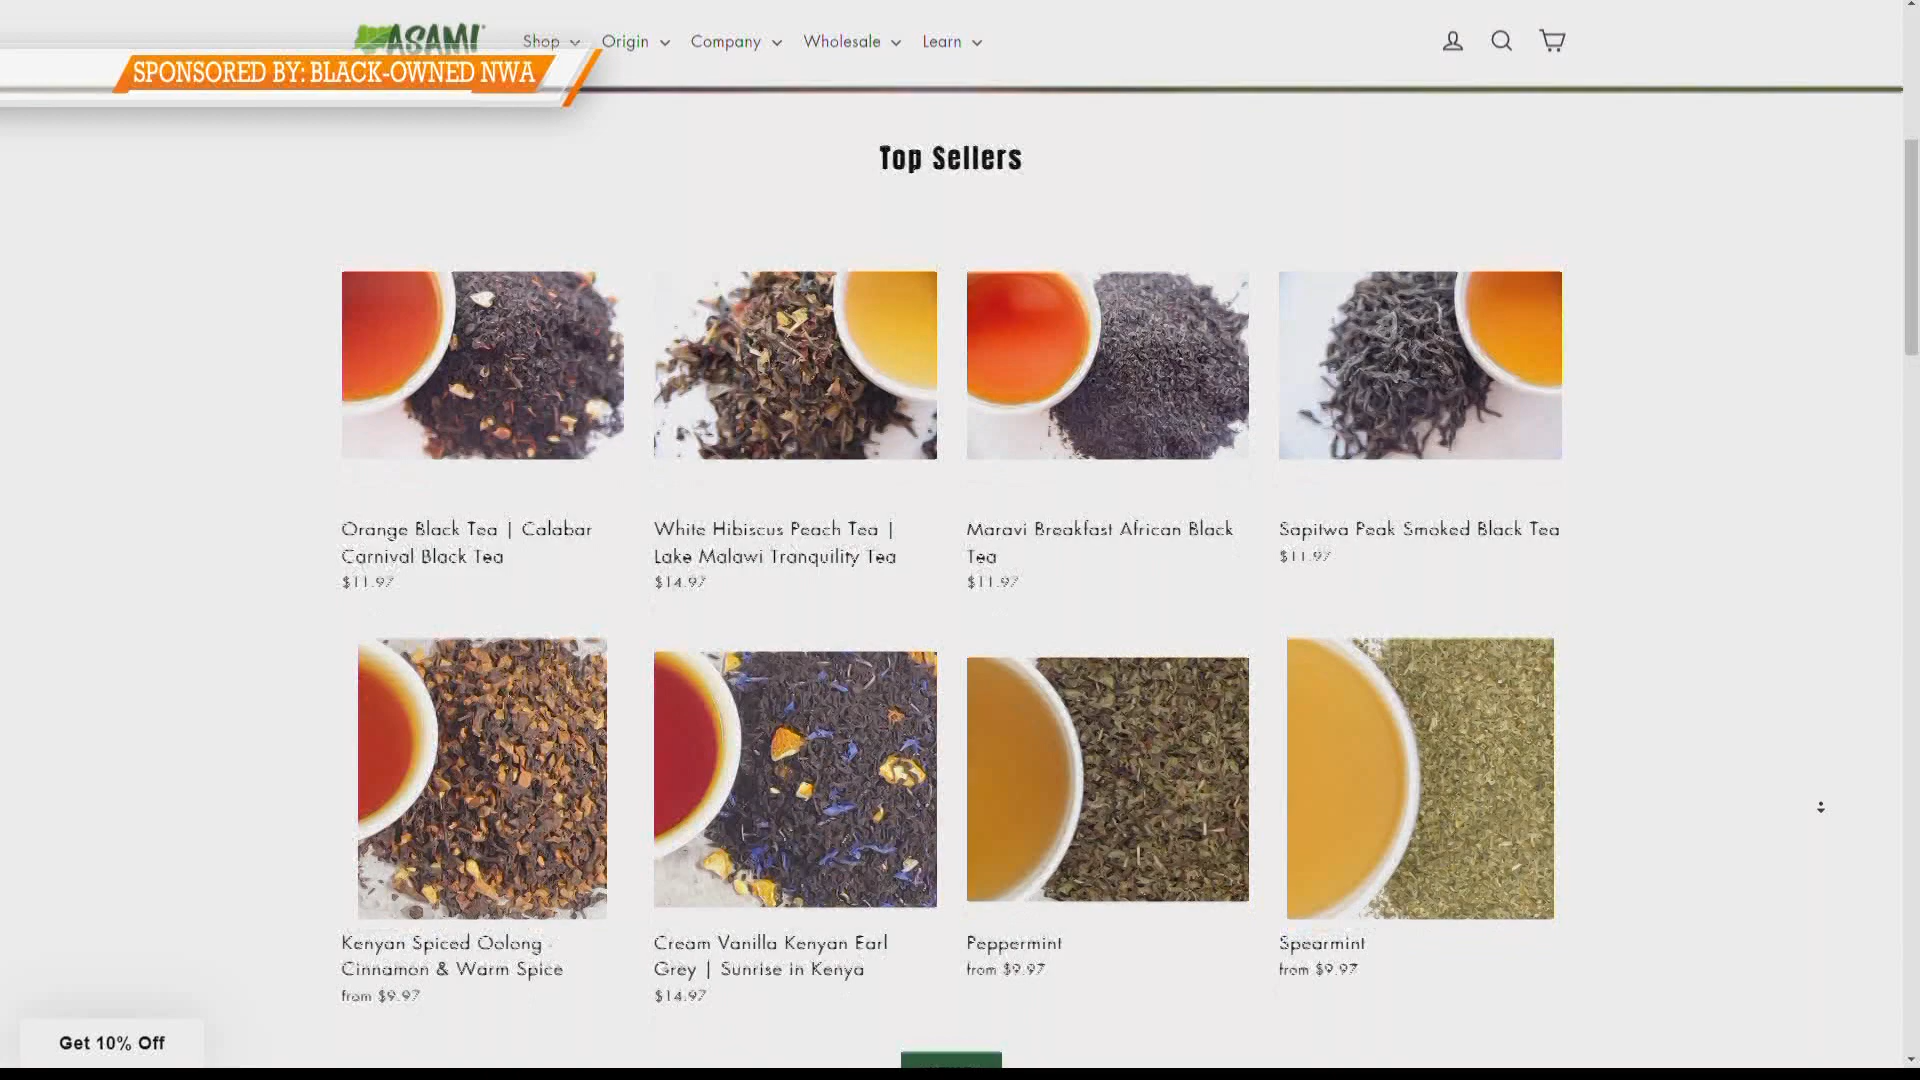 ASAMI
Shop Origin Company Wholesale Learn
SPONSORED BY: BLACK-OWNED NWA
Top Sellers
Orange Black Tea | Calabar
Carnival Black Tea
$11.97
White Hibiscus Peach Tea |
Lake Malawi Tranquility Tea
$14.97
Maravi Breakfast African Black
Tea
$11.97
Sapitwa Peak Smoked Black Tea
$11.97
Kenyan Spiced Oolong -
Cinnamon & Warm Spice
from $9.97
Cream Vanilla Kenyan Earl
Grey | Sunrise in Kenya
$14.97
Peppermint
from $9.97
Spearmint
from $9.97
Get 10% Off